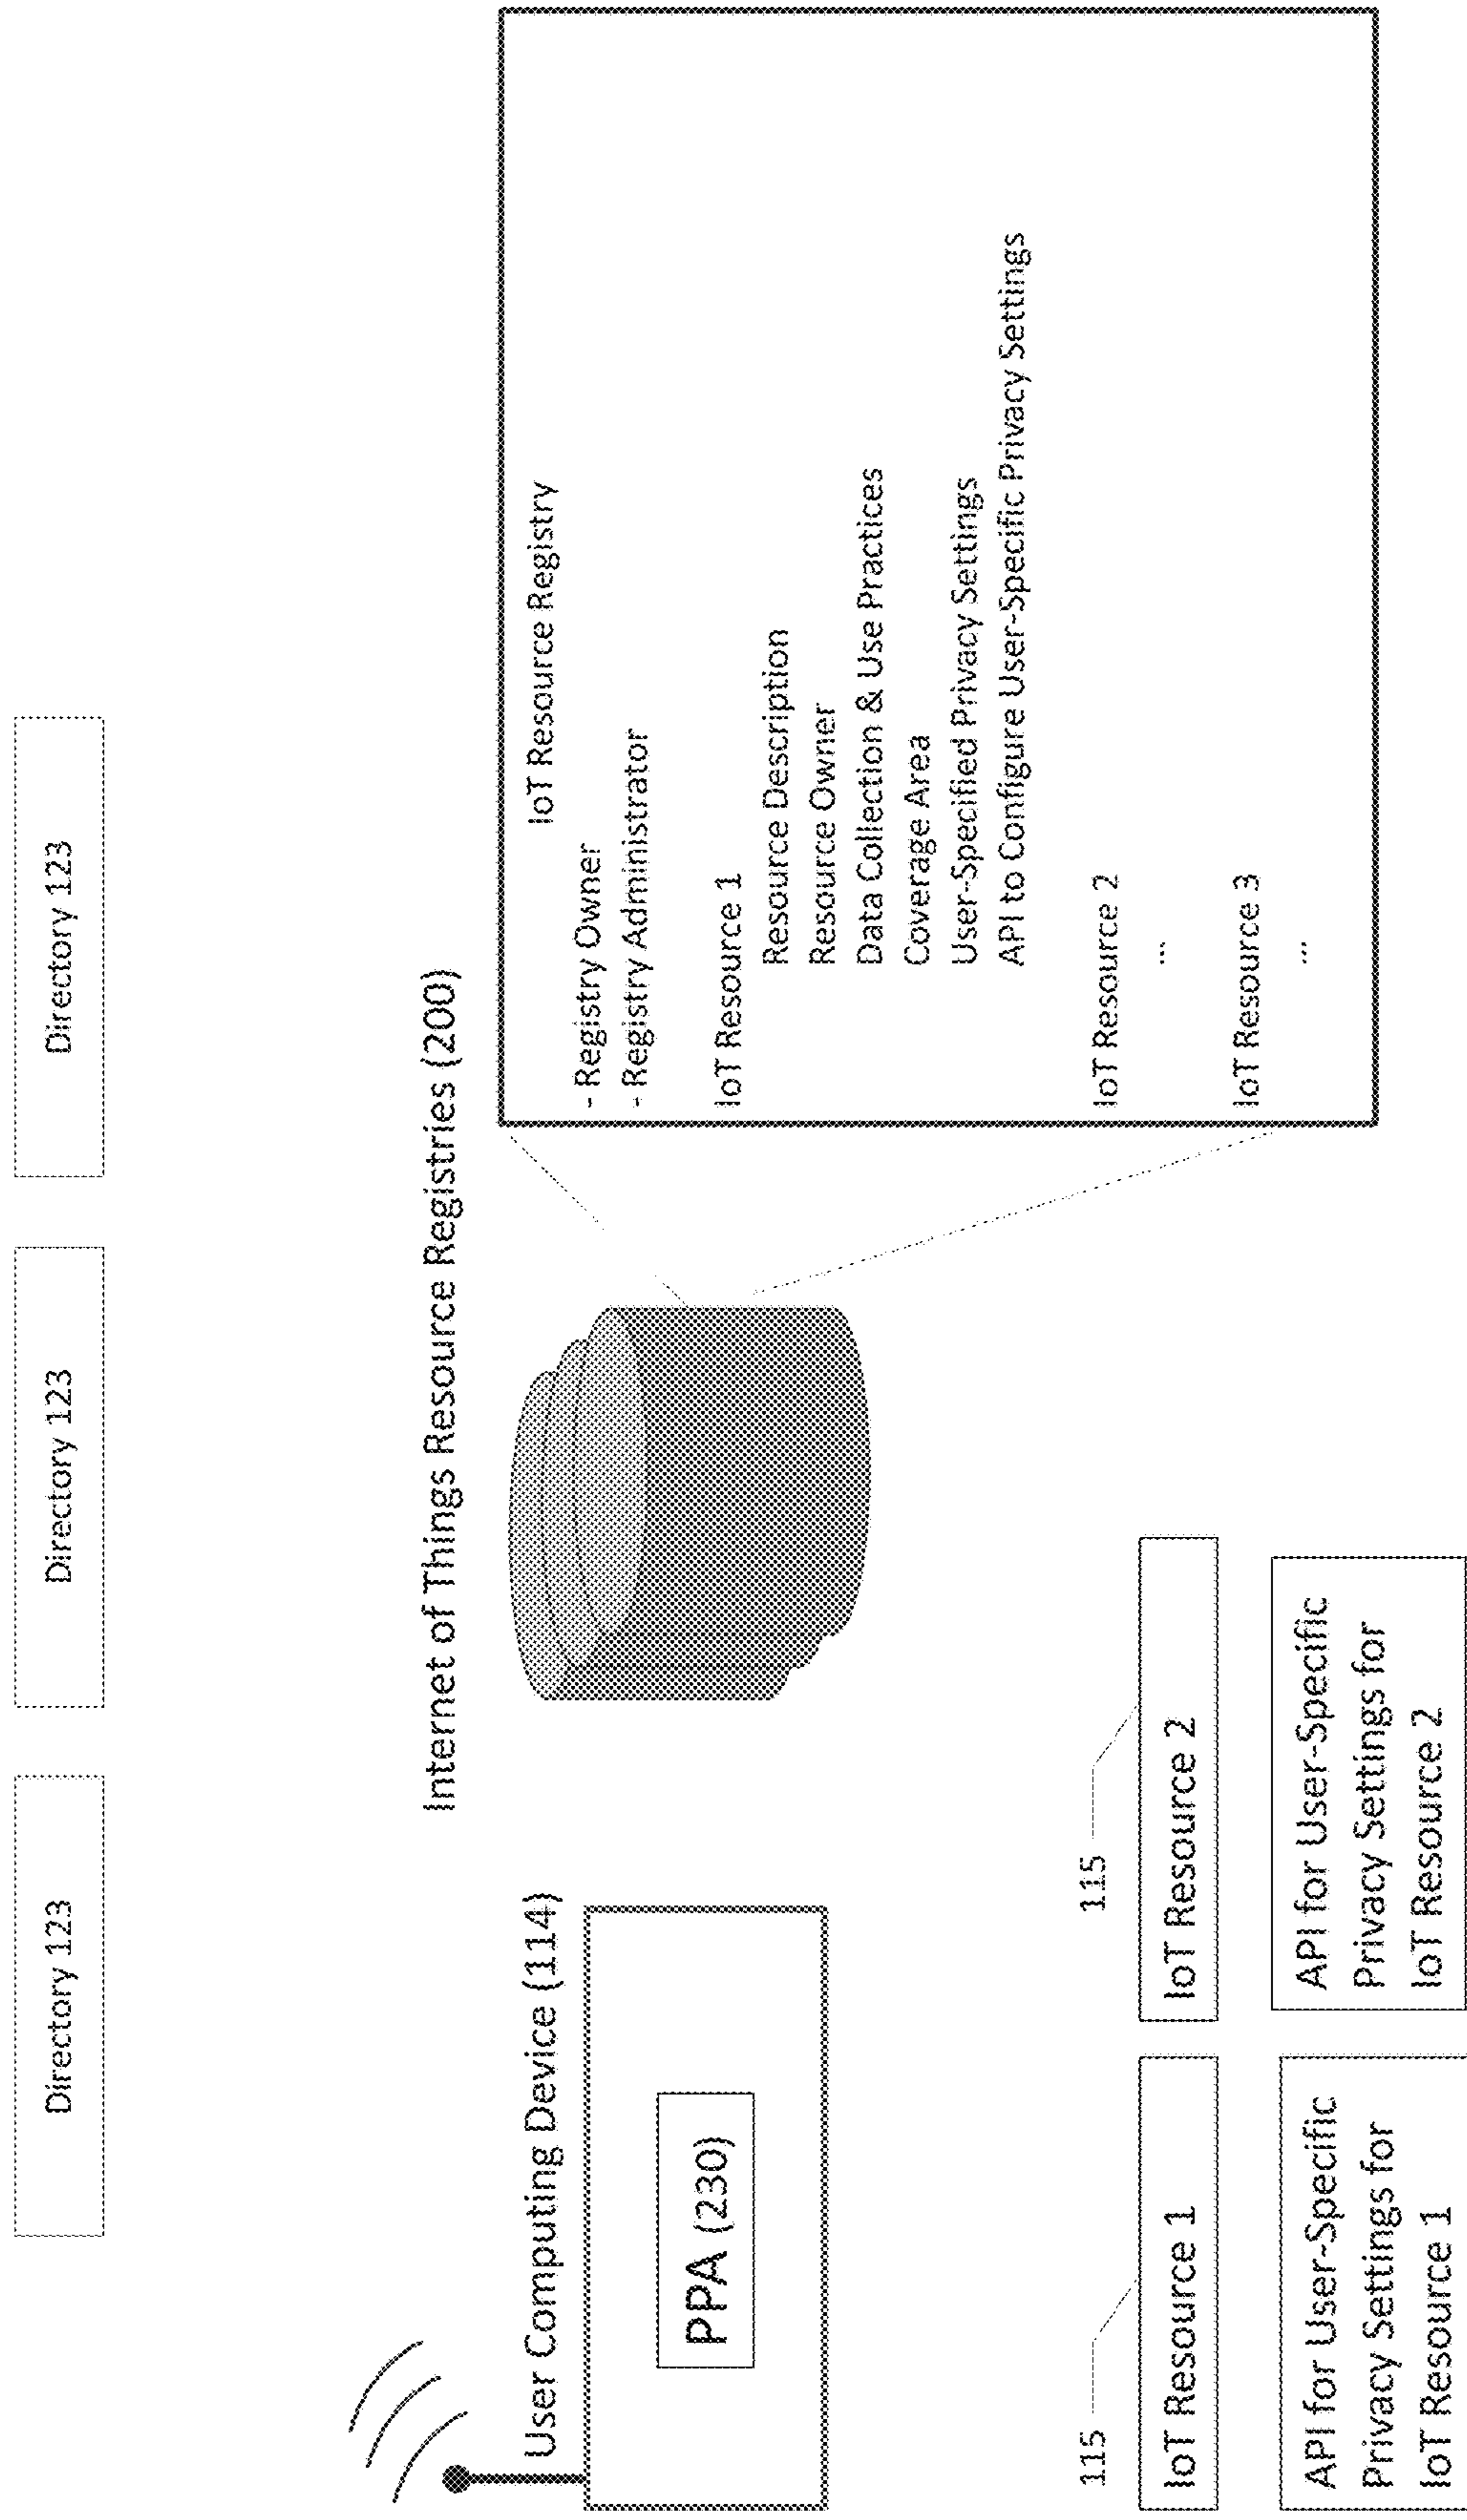 Directory 123
Directory 123
Directory 123
Internet of Things Resource Registries (200)
User Computing Device (114)
PPA (230)
IoT Resource Registry
- Registry Owner
- Registry Administrator
IoT Resource 1
Resource Description
Resource Owner
Data Collection & Use Practices
Coverage Area
User-Specified Privacy Settings
API to Configure User-Specific Privacy Settings
IoT Resource 2
...
IoT Resource 3
...
115
IoT Resource 1
API for User-Specific
Privacy Settings for
IoT Resource 1
115
IoT Resource 2
API for User-Specific
Privacy Settings for
IoT Resource 2